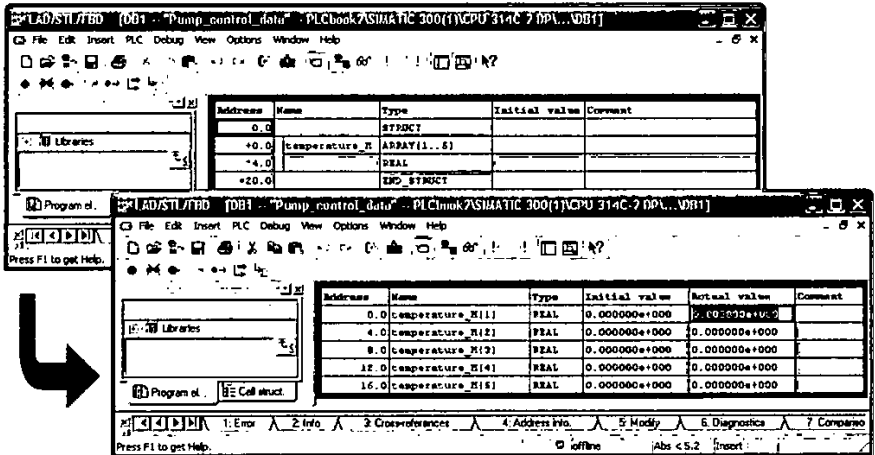 LAD/STL/FBD - [DB1 -- "Pump_control_data" - PLCbook7\SIMATIC 300(1)\CPU 314C-2 DP\...\DB1]
File Edit Insert PLC Debug View Options Window Help
Address Name Type Initial value Comment
0.0 STRUCT
+0.0 temperature_M ARRAY[1..5]
*4.0 REAL
=20.0 END_STRUCT
Libraries
Program el.
Press F1 to get Help.
LAD/STL/FBD - [DB1 -- "Pump_control_data" - PLCbook7\SIMATIC 300(1)\CPU 314C-2 DP\...\DB1]
File Edit Insert PLC Debug View Options Window Help
Address Name Type Initial value Actual value Comment
0.0 temperature_M[1] REAL 0.000000e+000 0.000000e+000
4.0 temperature_M[2] REAL 0.000000e+000 0.000000e+000
8.0 temperature_M[3] REAL 0.000000e+000 0.000000e+000
12.0 temperature_M[4] REAL 0.000000e+000 0.000000e+000
16.0 temperature_M[5] REAL 0.000000e+000 0.000000e+000
Libraries
Program el. Call struct.
1: Error 2: Info 3: Cross-references 4: Address info. 5: Modify 6: Diagnostics 7: Compariso
Press F1 to get Help. offline Abs < 5.2 Insert